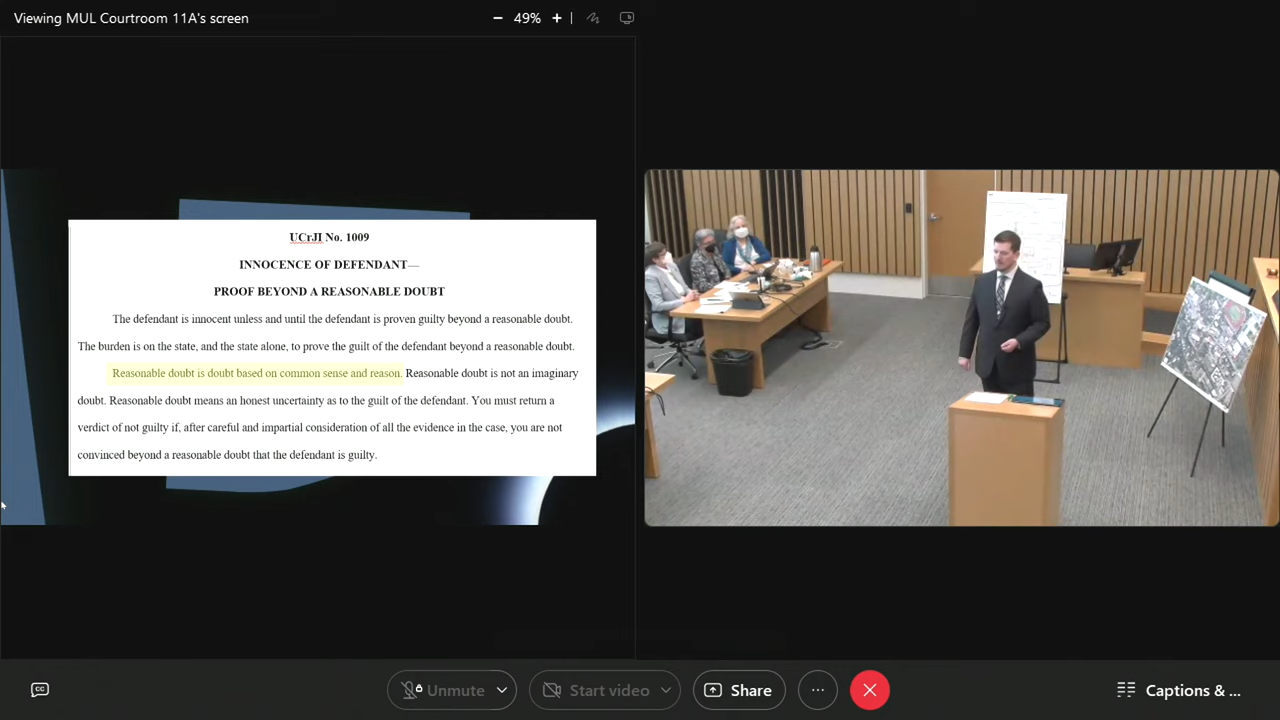 Viewing MUL Courtroom 11A's screen
49%
UCrJI No. 1009
INNOCENCE OF DEFENDANT—
PROOF BEYOND A REASONABLE DOUBT
The defendant is innocent unless and until the defendant is proven guilty beyond a reasonable doubt.
The burden is on the state, and the state alone, to prove the guilt of the defendant beyond a reasonable doubt.
Reasonable doubt is doubt based on common sense and reason. Reasonable doubt is not an imaginary
doubt. Reasonable doubt means an honest uncertainty as to the guilt of the defendant. You must return a
verdict of not guilty if, after careful and impartial consideration of all the evidence in the case, you are not
convinced beyond a reasonable doubt that the defendant is guilty.
CC
Unmute
Start video
Share
Captions & ...